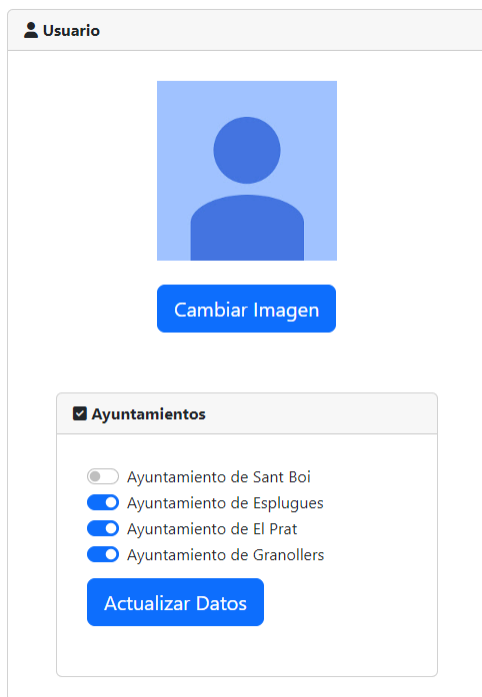 Usuario
Cambiar Imagen
Ayuntamientos
Ayuntamiento de Sant Boi
Ayuntamiento de Esplugues
Ayuntamiento de El Prat
Ayuntamiento de Granollers
Actualizar Datos